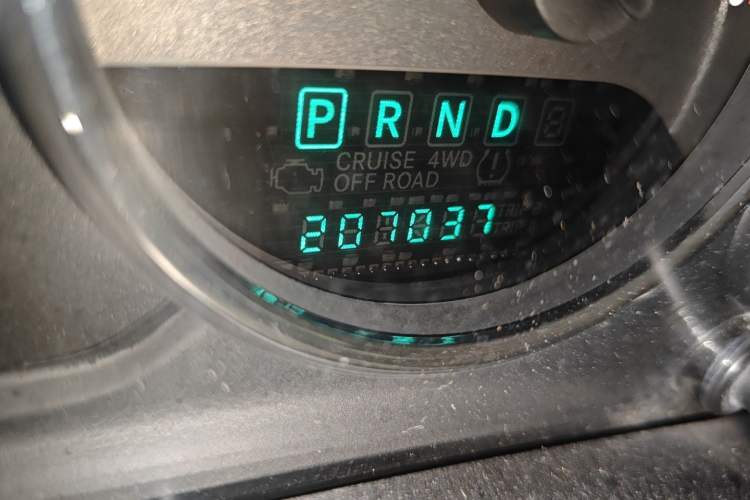 P R N D
CRUISE 4WD
OFF ROAD
207037